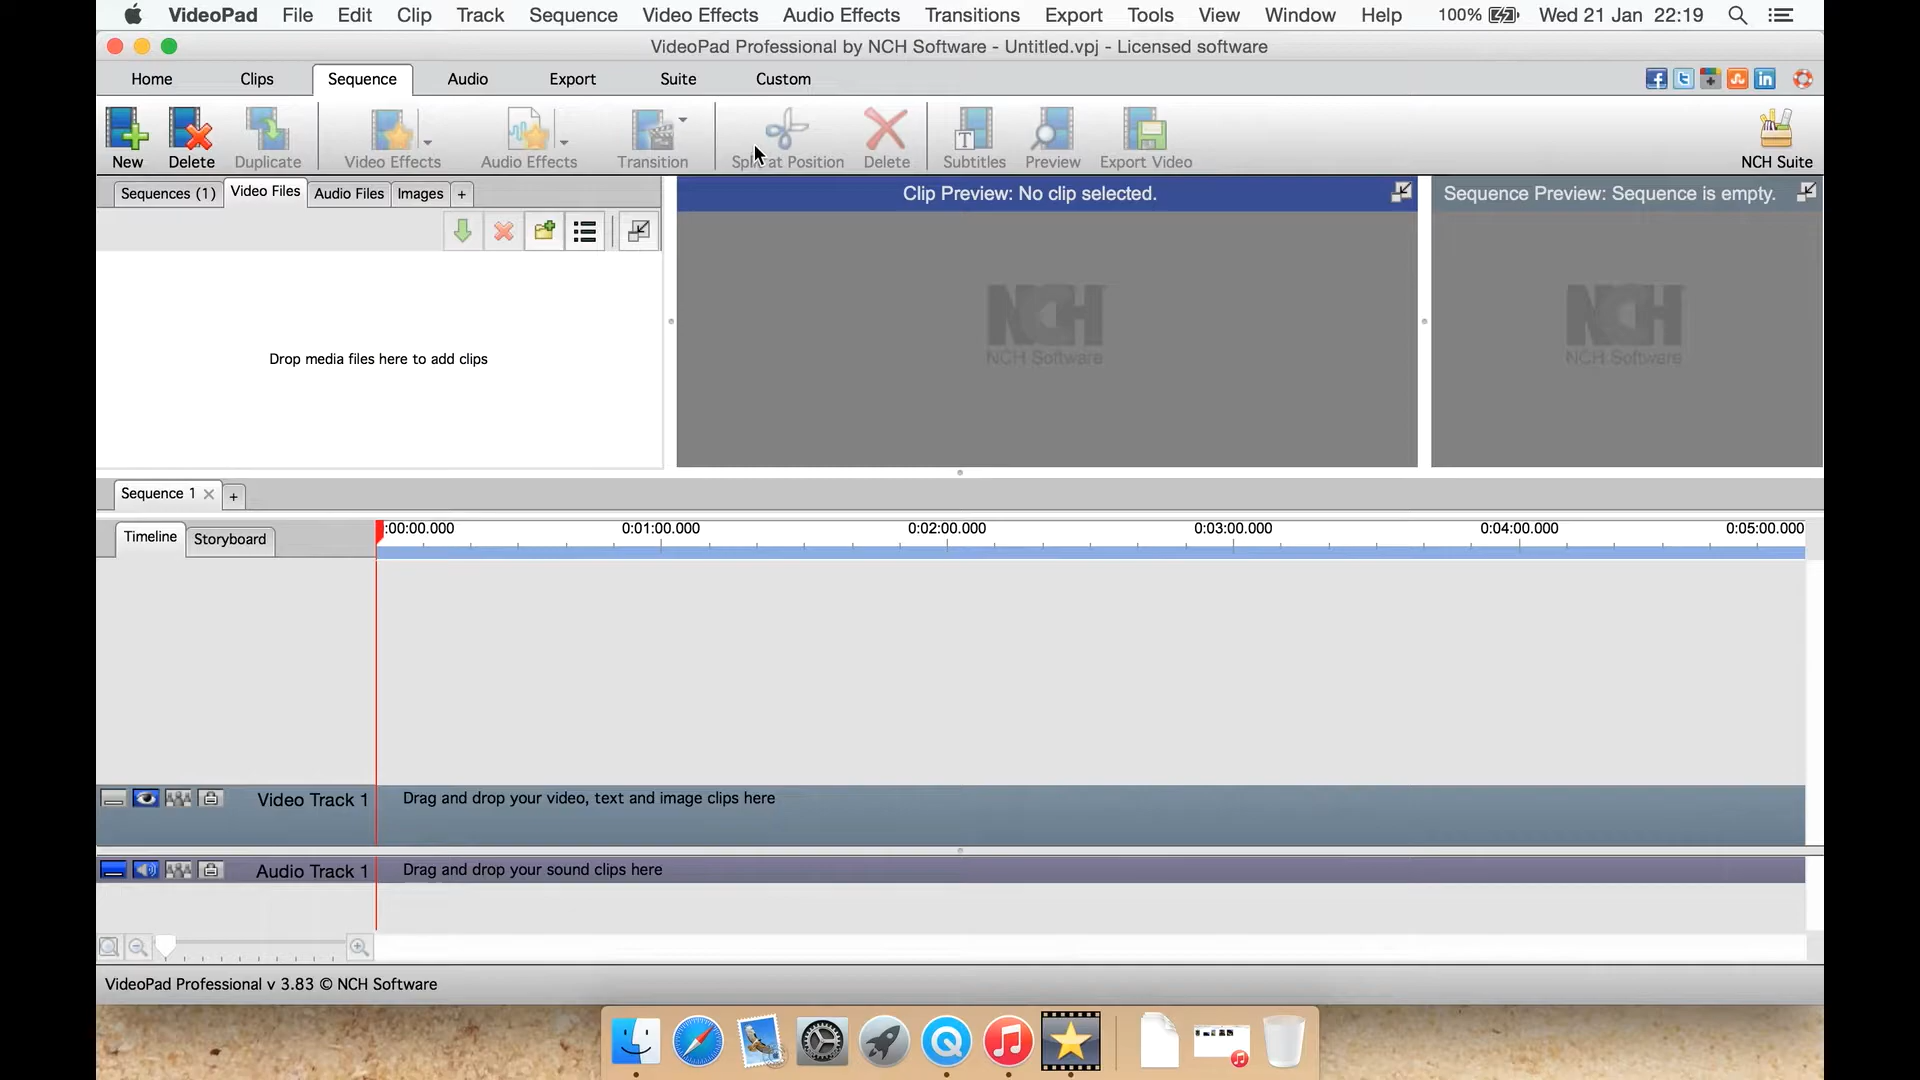 VideoPad File Edit Clip Track Sequence Video Effects Audio Effects Transitions Export Tools View Window Help 100% Wed 21 Jan 22:19
VideoPad Professional by NCH Software - Untitled.vpj - Licensed software
Home Clips Sequence Audio Export Suite Custom
New Delete Duplicate Video Effects Audio Effects Transition Split at Position Delete Subtitles Preview Export Video NCH Suite
Sequences (1) Video Files Audio Files Images +
Clip Preview: No clip selected.
Sequence Preview: Sequence is empty.
NCH
NCH Software
NCH
NCH Software
Drop media files here to add clips
Sequence 1 +
Timeline Storyboard
:00:00.000 0:01:00.000 0:02:00.000 0:03:00.000 0:04:00.000 0:05:00.000
Video Track 1 Drag and drop your video, text and image clips here
Audio Track 1 Drag and drop your sound clips here
VideoPad Professional v 3.83 © NCH Software